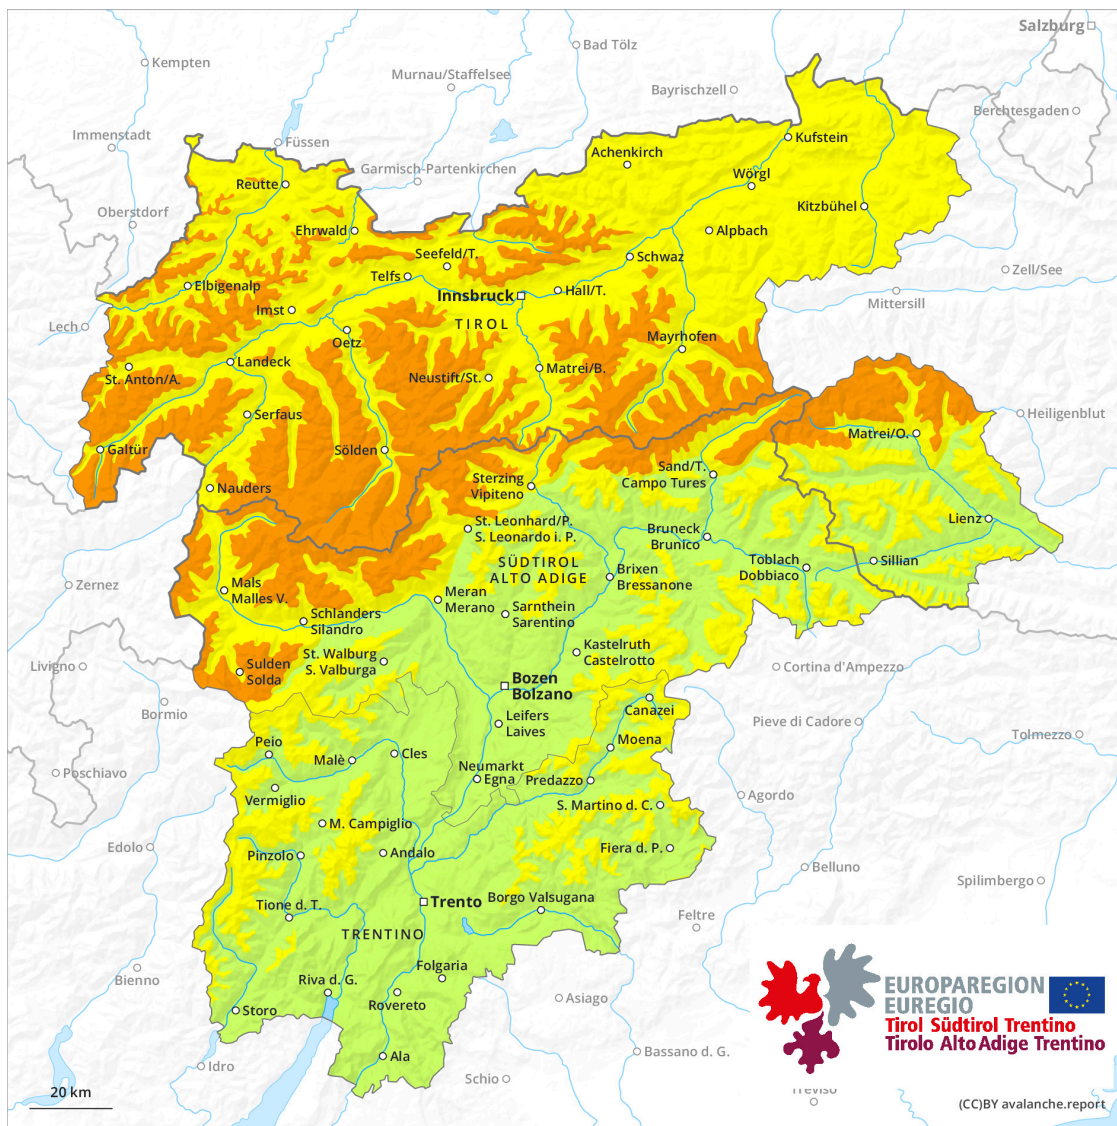 Salzburg
Bad Tölz
Kempten
Murnau/Staffelsee
Bayrischzell
Berchtesgaden
Immenstadt
Füssen
Kufstein
Achenkirch
Garmisch-Partenkirchen
Wörgl
Reutte
Kitzbühel
Oberstdorf
Ehrwald
Alpbach
Seefeld/T.
Schwaz
Zell/See
Telfs
Elbigenalp
Hall/T.
Innsbruck
Mittersill
Imst
TIROL
Lech
Oetz
Mayrhofen
Landeck
Matrei/B.
St. Anton/A.
Neustift/St.
Serfaus
Heiligenblut
Matrei/O.
Galtür
Sölden
Sand/T.
Campo Tures
Sterzing
Vipiteno
Nauders
St. Leonhard/P.
S. Leonardo i. P.
Lienz
Bruneck
Brunico
SÜDTIROL
ALTO ADIGE
Toblach
Dobbiaco
Sillian
Zernez
Mals
Malles V.
Brixen
Bressanone
Meran
Merano
Sarnthein
Sarentino
Schlanders
Silandro
Kastelruth
Castelrotto
St. Walburg
S. Valburga
Livigno
Sulden
Solda
Cortina d'Ampezzo
Bozen
Bolzano
Bormio
Canazei
Leifers
Laives
Pieve di Cadore
Tolmezzo
Peio
Moena
Cles
Malè
Neumarkt
Egna
Poschiavo
Predazzo
Vermiglio
Agordo
S. Martino d. C.
M. Campiglio
Edolo
Fiera d. P.
Andalo
Pinzolo
Belluno
Spilimbergo
Borgo Valsugana
Trento
Tione d. T.
Feltre
TRENTINO
Folgaria
Bienno
Riva d. G.
EUROPAREGION
EUREGIO
Tirol Südtirol Trentino
Tirolo Alto Adige Trentino
Asiago
Rovereto
Storo
Bassano d. G.
Ala
Idro
Schio
Treviso
20 km
(CC)BY avalanche.report